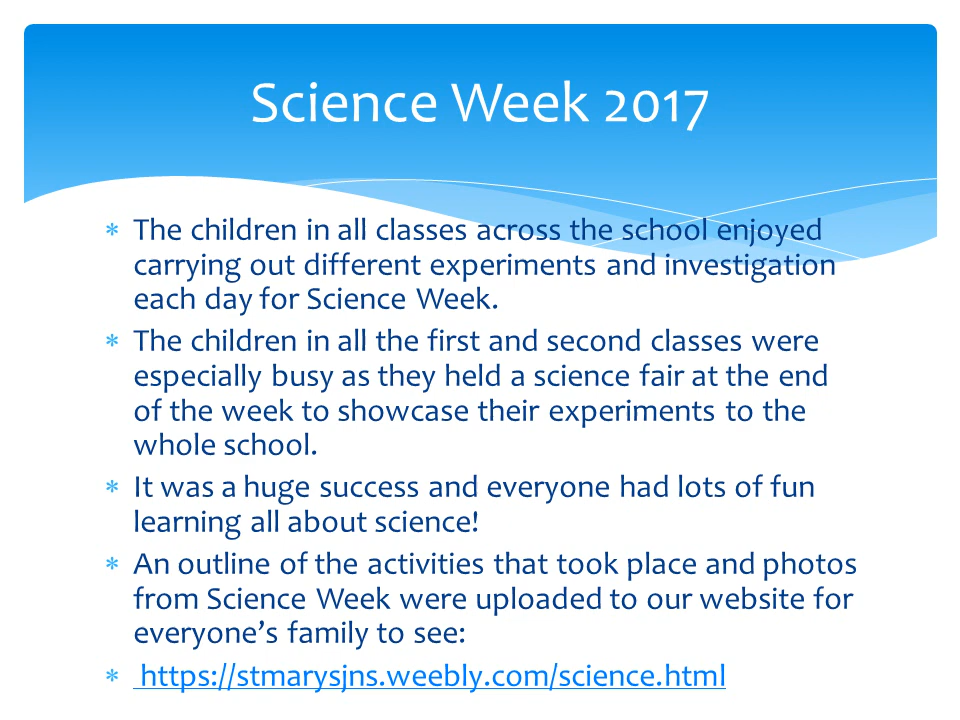 Science Week 2017
* The children in all classes across the school enjoyed
carrying out different experiments and investigation
each day for Science Week.
* The children in all the first and second classes were
especially busy as they held a science fair at the end
of the week to showcase their experiments to the
whole school.
* It was a huge success and everyone had lots of fun
learning all about science!
* An outline of the activities that took place and photos
from Science Week were uploaded to our website for
everyone’s family to see:
* https://stmarysjns.weebly.com/science.html